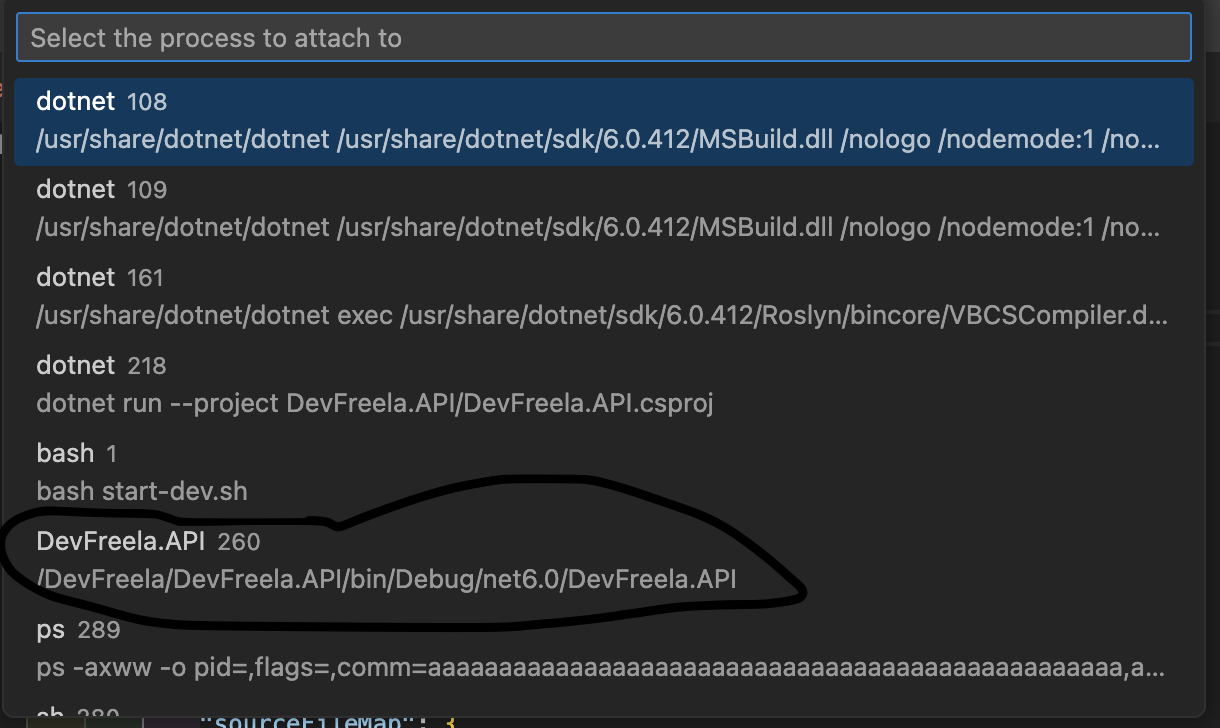 Select the process to attach to
dotnet 108
/usr/share/dotnet/dotnet /usr/share/dotnet/sdk/6.0.412/MSBuild.dll /nologo /nodemode:1 /no...
dotnet 109
/usr/share/dotnet/dotnet /usr/share/dotnet/sdk/6.0.412/MSBuild.dll /nologo /nodemode:1 /no...
dotnet 161
/usr/share/dotnet/dotnet exec /usr/share/dotnet/sdk/6.0.412/Roslyn/bincore/VBCSCompiler.d...
dotnet 218
dotnet run --project DevFreela.API/DevFreela.API.csproj
bash 1
bash start-dev.sh
DevFreela.API 260
/DevFreela/DevFreela.API/bin/Debug/net6.0/DevFreela.API
ps 289
ps -axww -o pid=,flags=,comm=aaaaaaaaaaaaaaaaaaaaaaaaaaaaaaaaaaaaaaaaaaaaaaaaaa,a...
"sourceFileMap": {